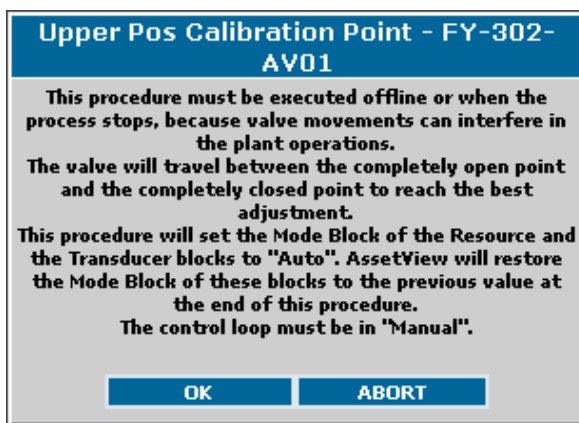 Upper Pos Calibration Point - FY-302-
AV01
This procedure must be executed offline or when the
process stops, because valve movements can interfere in
the plant operations.
The valve will travel between the completely open point
and the completely closed point to reach the best
adjustment.
This procedure will set the Mode Block of the Resource and
the Transducer blocks to "Auto". AssetView will restore
the Mode Block of these blocks to the previous value at
the end of this procedure.
The control loop must be in "Manual".
OK ABORT